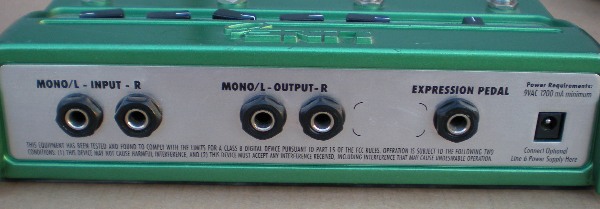 MONO/L - INPUT - R
MONO/L - OUTPUT - R
EXPRESSION PEDAL
Power Requirements:
9VAC 1200 mA minimum
Connect Optional
Line 6 Power Supply Here
THIS EQUIPMENT HAS BEEN TESTED AND FOUND TO COMPLY WITH THE LIMITS FOR A CLASS B DIGITAL DEVICE PURSUANT TO PART 15 OF THE FCC RULES. OPERATION IS SUBJECT TO THE FOLLOWING TWO
CONDITIONS: (1) THIS DEVICE MAY NOT CAUSE HARMFUL INTERFERENCE, AND (2) THIS DEVICE MUST ACCEPT ANY INTERFERENCE RECEIVED, INCLUDING INTERFERENCE THAT MAY CAUSE UNDESIRABLE OPERATION.